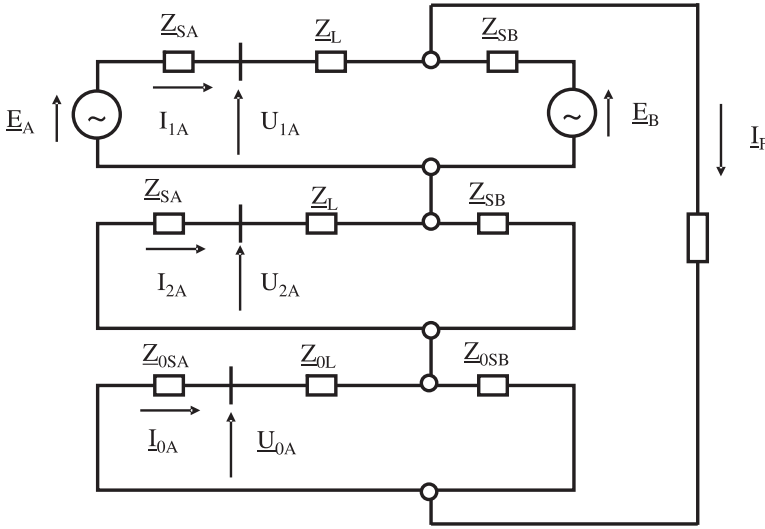 Z_SA
Z_L
Z_SB
E_A
~
I_1A
U_1A
~
E_B
I_F
Z_SA
Z_L
Z_SB
I_2A
U_2A
Z_0SA
Z_0L
Z_0SB
I_0A
U_0A